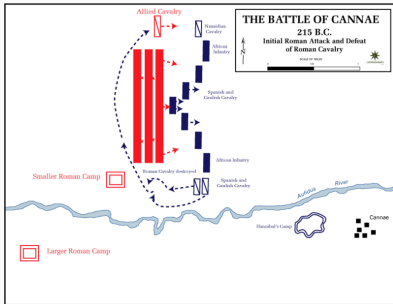 Allied Cavalry
THE BATTLE OF CANNAE
215 B.C.
Initial Roman Attack and Defeat
of Roman Cavalry
Numidian
Cavalry
African
Infantry
Spanish and
Gaulish Cavalry
African Infantry
Roman Cavalry destroyed
Spanish and
Gaulish Cavalry
Smaller Roman Camp
Aufidus River
Hannibal's Camp
Cannae
Larger Roman Camp